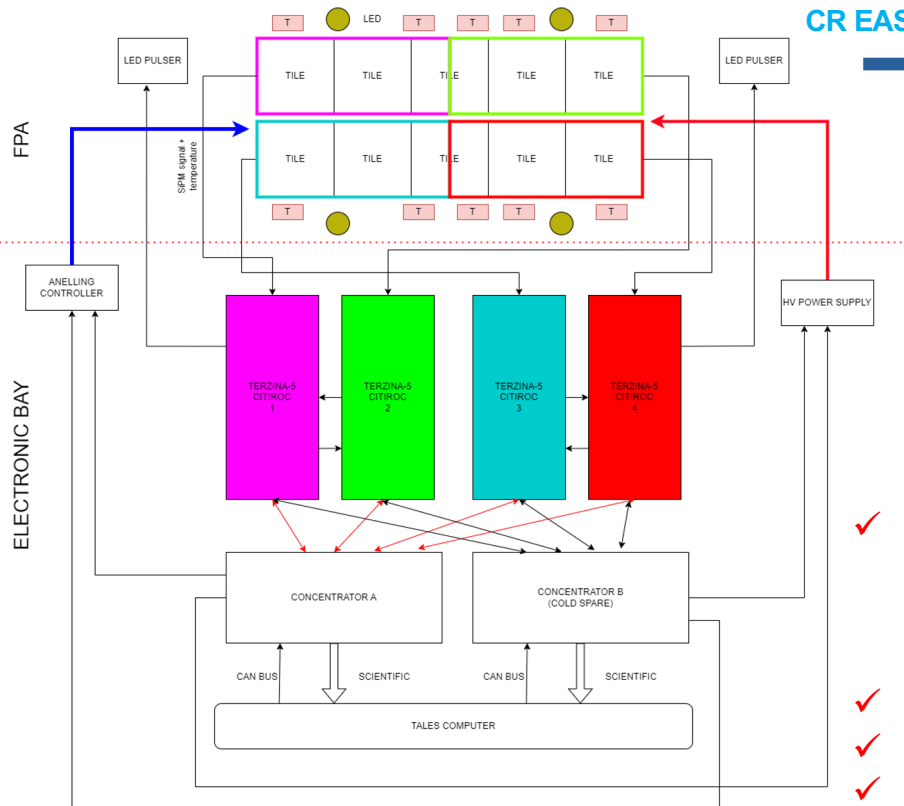 CR EAS
LED
T
T
T
T
T
LED PULSER
LED PULSER
TILE
TILE
TILE
TILE
TILE
FPA
SiPM signal +
temperature
TILE
TILE
TILE
TILE
TILE
T
T
T
T
T
ANELLING
CONTROLLER
HV POWER SUPPLY
ELECTRONIC BAY
TERZINA-5
CITIROC
1
TERZINA-5
CITIROC
2
TERZINA-5
CITIROC
3
TERZINA-5
CITIROC
4
CONCENTRATOR A
CONCENTRATOR B
(COLD SPARE)
CAN BUS
SCIENTIFIC
CAN BUS
SCIENTIFIC
TALES COMPUTER